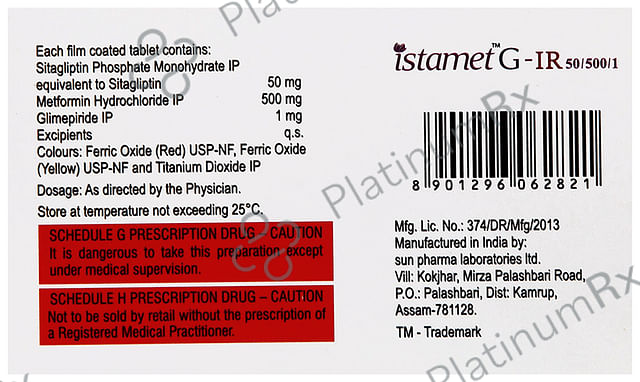 Each film coated tablet contains:
Sitagliptin Phosphate Monohydrate IP
equivalent to Sitagliptin 50 mg
Metformin Hydrochloride IP 500 mg
Glimepiride IP 1 mg
Excipients q.s.
Colours: Ferric Oxide (Red) USP-NF, Ferric Oxide
(Yellow) USP-NF and Titanium Dioxide IP
Dosage: As directed by the Physician.
Store at temperature not exceeding 25°C.
SCHEDULE G PRESCRIPTION DRUG – CAUTION
It is dangerous to take this preparation except
under medical supervision.
SCHEDULE H PRESCRIPTION DRUG – CAUTION
Not to be sold by retail without the prescription of
a Registered Medical Practitioner.
istamet™ G - IR 50/500/1
8 901296 062821
Mfg. Lic. No.: 374/DR/Mfg/2013
Manufactured in India by:
sun pharma laboratories ltd.
Vill: Kokjhar, Mirza Palashbari Road,
P.O.: Palashbari, Dist: Kamrup,
Assam-781128.
TM - Trademark
PlatinumRx
PlatinumRx
PlatinumRx